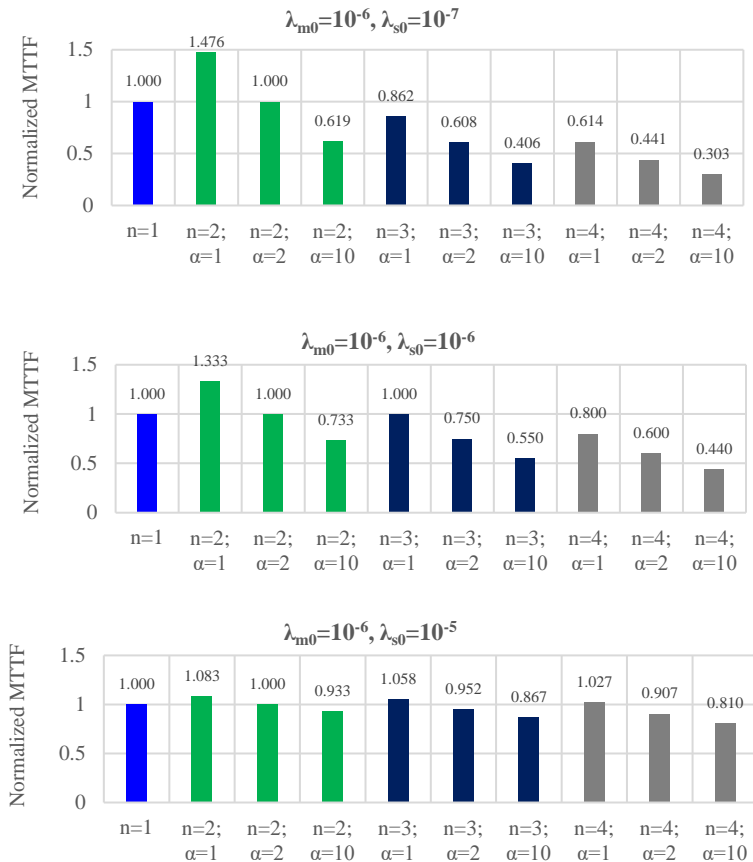 λm0=10-6, λs0=10-7
Normalized MTTF
1.5
1
0.5
0
1.000
1.476
1.000
0.619
0.862
0.608
0.406
0.614
0.441
0.303
n=1
n=2; α=1
n=2; α=2
n=2; α=10
n=3; α=1
n=3; α=2
n=3; α=10
n=4; α=1
n=4; α=2
n=4; α=10
λm0=10-6, λs0=10-6
Normalized MTTF
1.5
1
0.5
0
1.000
1.333
1.000
0.733
1.000
0.750
0.550
0.800
0.600
0.440
n=1
n=2; α=1
n=2; α=2
n=2; α=10
n=3; α=1
n=3; α=2
n=3; α=10
n=4; α=1
n=4; α=2
n=4; α=10
λm0=10-6, λs0=10-5
Normalized MTTF
1.5
1
0.5
0
1.000
1.083
1.000
0.933
1.058
0.952
0.867
1.027
0.907
0.810
n=1
n=2; α=1
n=2; α=2
n=2; α=10
n=3; α=1
n=3; α=2
n=3; α=10
n=4; α=1
n=4; α=2
n=4; α=10